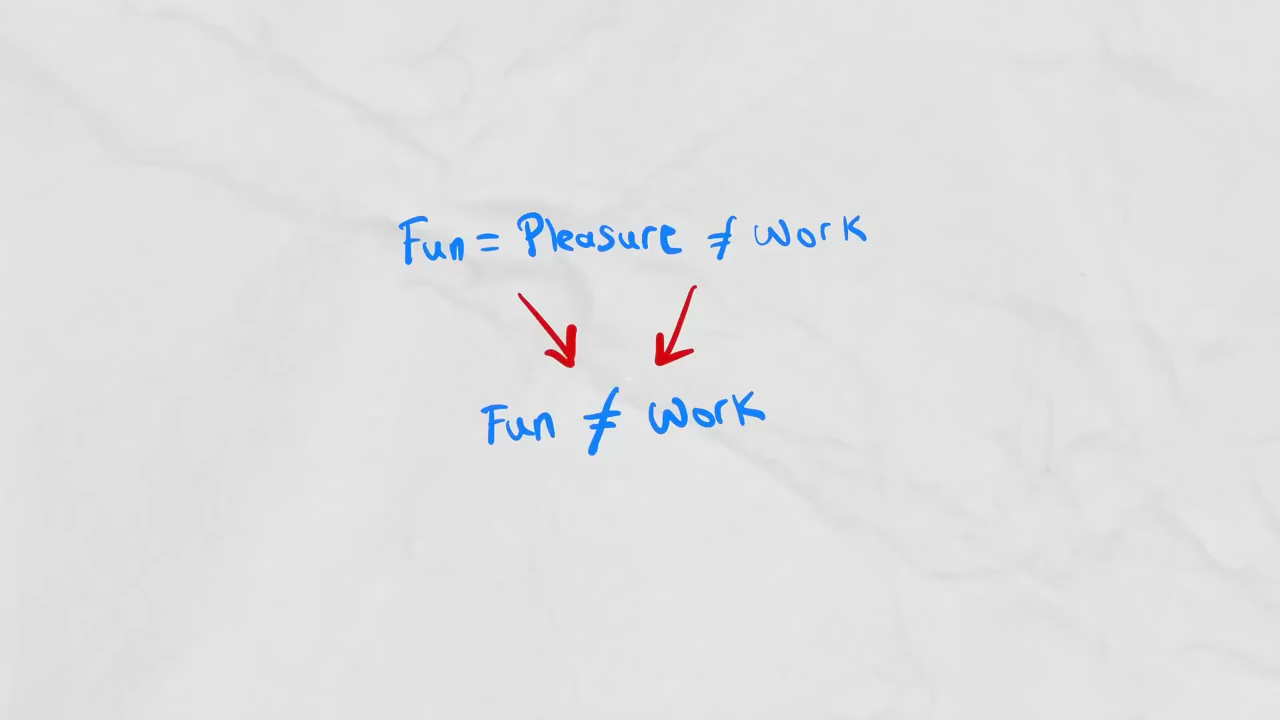 Fun = Pleasure ≠ Work
Fun ≠ Work